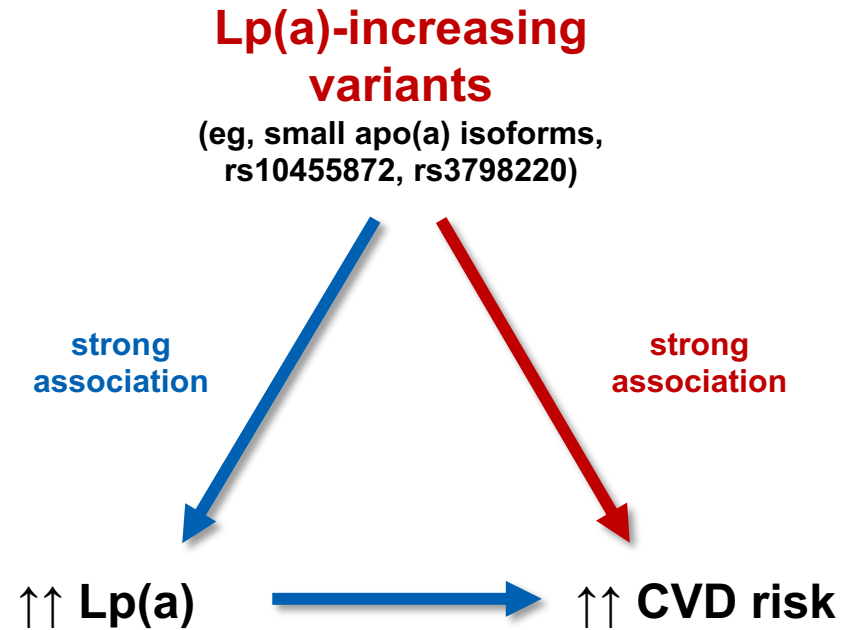 Lp(a)-increasing
variants
(eg, small apo(a) isoforms,
rs10455872, rs3798220)
strong
association
strong
association
↑↑ Lp(a)
↑↑ CVD risk